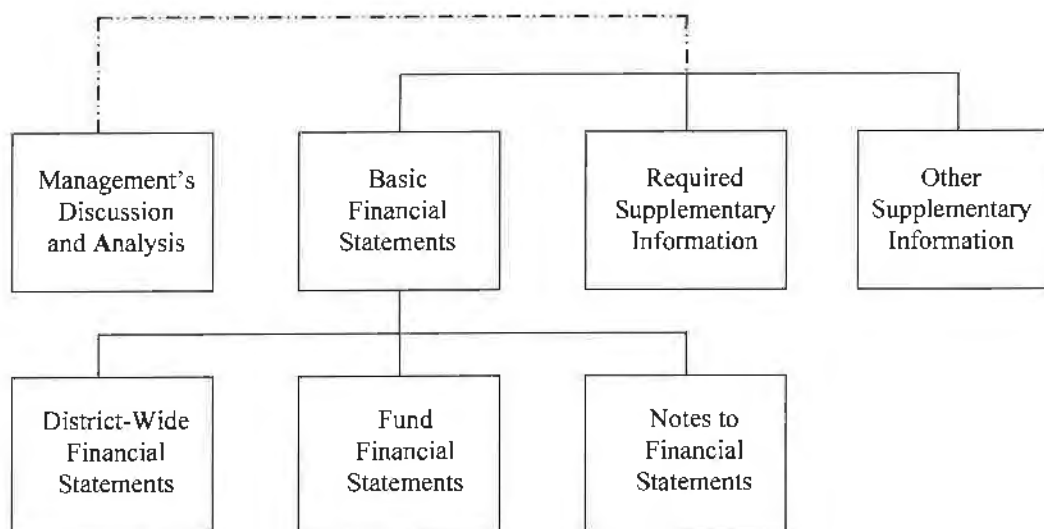 Management's
Discussion
and Analysis
Basic
Financial
Statements
Required
Supplementary
Information
Other
Supplementary
Information
District-Wide
Financial
Statements
Fund
Financial
Statements
Notes to
Financial
Statements